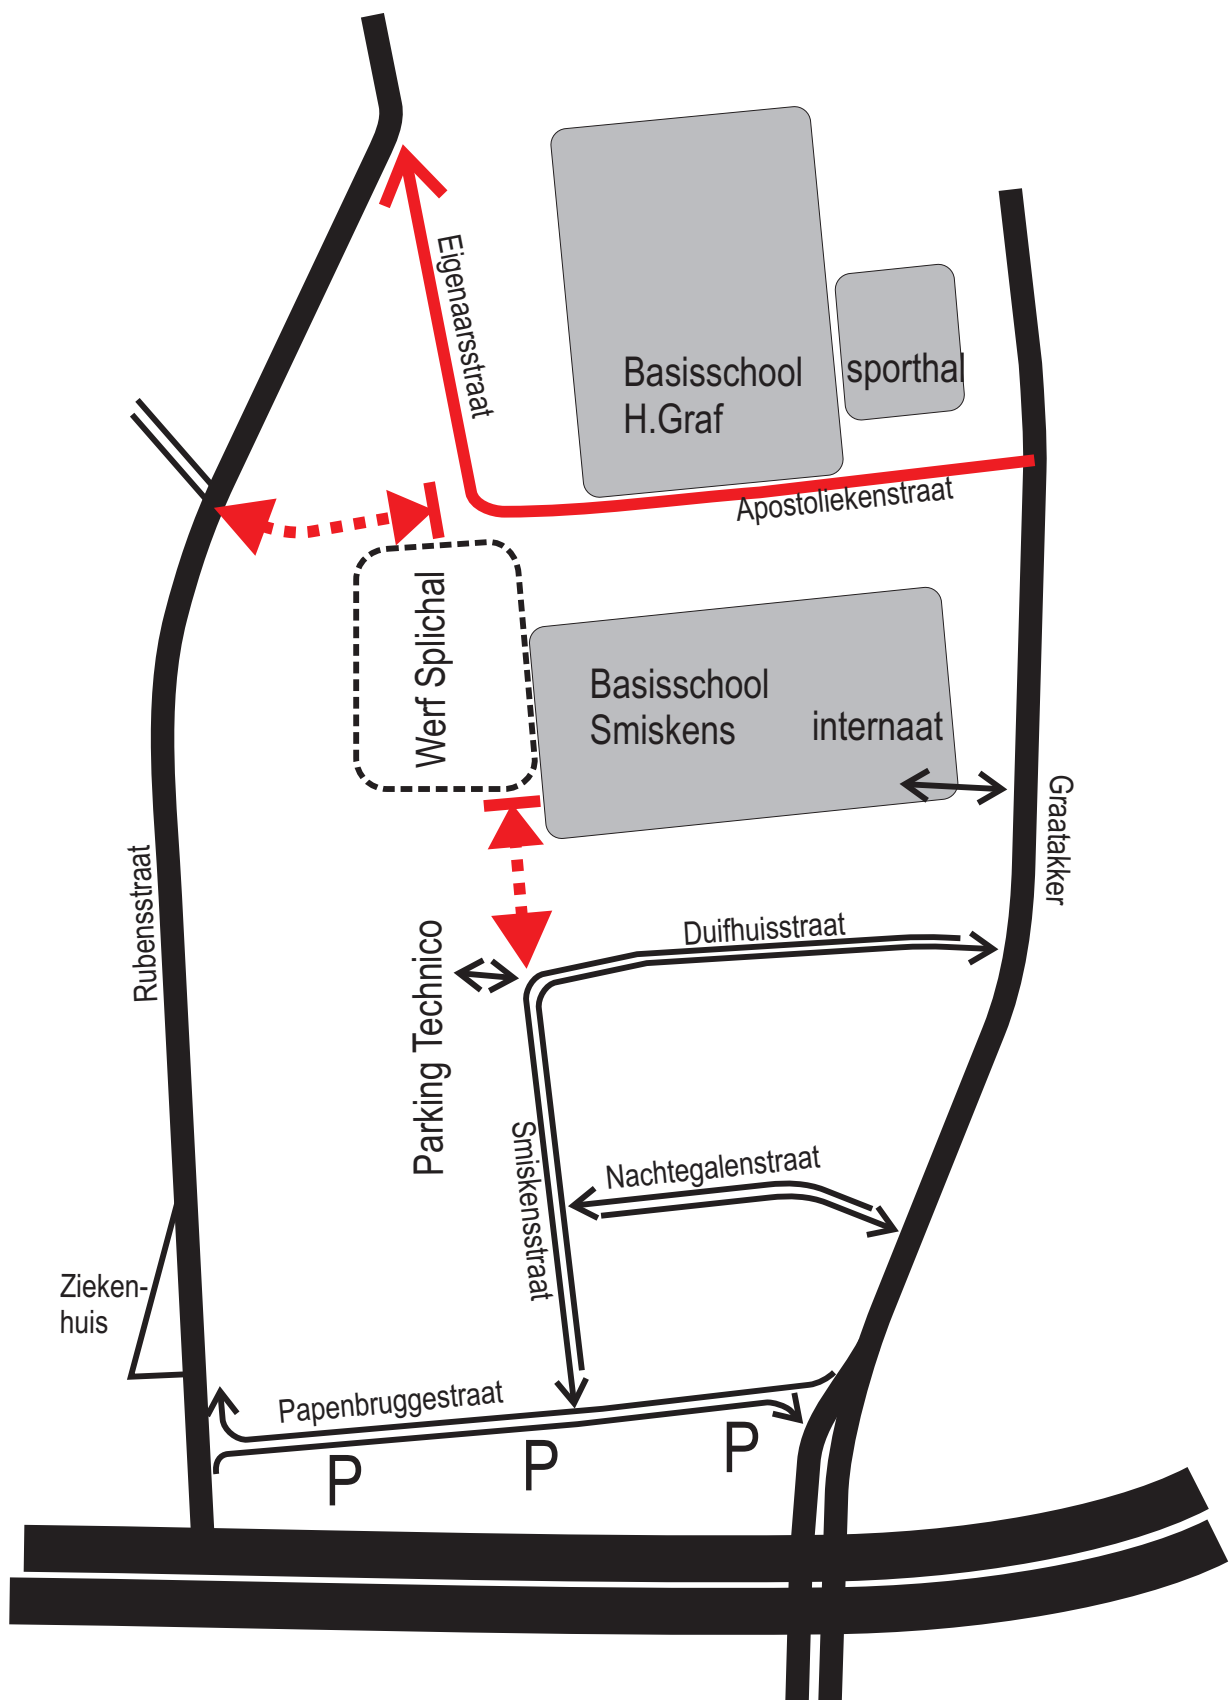 Eigenaarsstraat
Basisschool
H.Graf
sporthal
Apostoliekenstraat
Werf Splichal
Basisschool
Smiskens
internaat
Graatakker
Rubensstraat
Parking Technico
Duifhuisstraat
Smiskensstraat
Nachtegalenstraat
Zieken-
huis
Papenbruggestraat
P
P
P